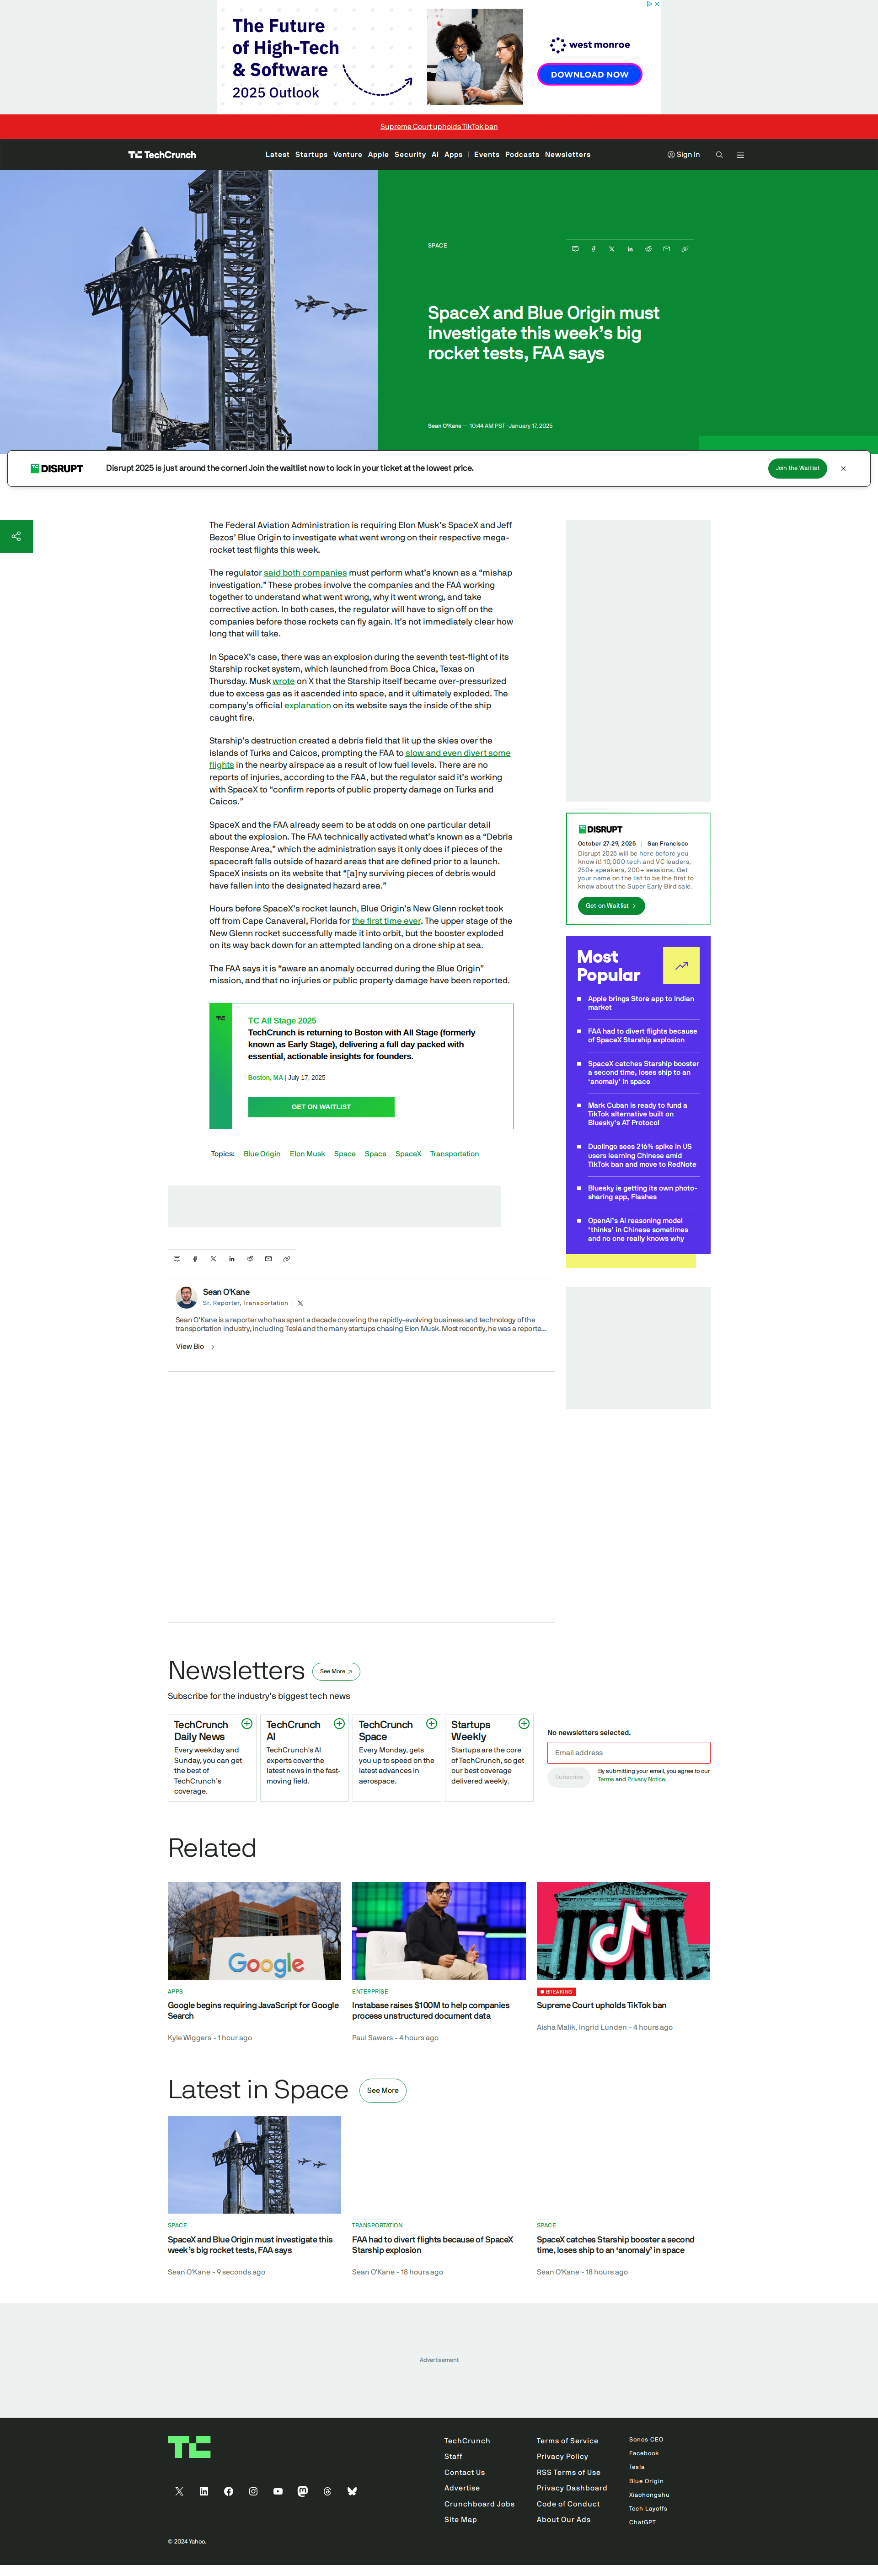 The Future
of High-Tech
& Software
2025 Outlook
west monroe
DOWNLOAD NOW
Supreme Court upholds TikTok ban
TechCrunch
Latest Startups Venture Apple Security AI Apps | Events Podcasts Newsletters
Sign In
SPACE
SpaceX and Blue Origin must
investigate this week’s big
rocket tests, FAA says
Sean O'Kane — 10:44 AM PST · January 17, 2025
DISRUPT
Disrupt 2025 is just around the corner! Join the waitlist now to lock in your ticket at the lowest price.
Join the Waitlist
The Federal Aviation Administration is requiring Elon Musk’s SpaceX and Jeff
Bezos’ Blue Origin to investigate what went wrong on their respective mega-
rocket test flights this week.
The regulator said both companies must perform what’s known as a “mishap
investigation.” These probes involve the companies and the FAA working
together to understand what went wrong, why it went wrong, and take
corrective action. In both cases, the regulator will have to sign off on the
companies before those rockets can fly again. It’s not immediately clear how
long that will take.
In SpaceX’s case, there was an explosion during the seventh test-flight of its
Starship rocket system, which launched from Boca Chica, Texas on
Thursday. Musk wrote on X that the Starship itself became over-pressurized
due to excess gas as it ascended into space, and it ultimately exploded. The
company’s official explanation on its website says the inside of the ship
caught fire.
Starship’s destruction created a debris field that lit up the skies over the
islands of Turks and Caicos, prompting the FAA to slow and even divert some
flights in the nearby airspace as a result of low fuel levels. There are no
reports of injuries, according to the FAA, but the regulator said it’s working
with SpaceX to “confirm reports of public property damage on Turks and
Caicos.”
SpaceX and the FAA already seem to be at odds on one particular detail
about the explosion. The FAA technically activated what’s known as a “Debris
Response Area,” which the administration says it only does if pieces of the
spacecraft falls outside of hazard areas that are defined prior to a launch.
SpaceX insists on its website that “[a]ny surviving pieces of debris would
have fallen into the designated hazard area.”
Hours before SpaceX’s rocket launch, Blue Origin’s New Glenn rocket took
off from Cape Canaveral, Florida for the first time ever. The upper stage of the
New Glenn rocket successfully made it into orbit, but the booster exploded
on its way back down for an attempted landing on a drone ship at sea.
The FAA says it is “aware an anomaly occurred during the Blue Origin”
mission, and that no injuries or public property damage have been reported.
TC All Stage 2025
TechCrunch is returning to Boston with All Stage (formerly
known as Early Stage), delivering a full day packed with
essential, actionable insights for founders.
Boston, MA | July 17, 2025
GET ON WAITLIST
Topics: Blue Origin Elon Musk Space Space SpaceX Transportation
Sean O'Kane
Sr. Reporter, Transportation
Sean O’Kane is a reporter who has spent a decade covering the rapidly-evolving business and technology of the
transportation industry, including Tesla and the many startups chasing Elon Musk. Most recently, he was a reporte...
View Bio
DISRUPT
October 27-29, 2025 | San Francisco
Disrupt 2025 will be here before you
know it! 10,000 tech and VC leaders,
250+ speakers, 200+ sessions. Get
your name on the list to be the first to
know about the Super Early Bird sale.
Get on Waitlist
Most
Popular
Apple brings Store app to Indian
market
FAA had to divert flights because
of SpaceX Starship explosion
SpaceX catches Starship booster
a second time, loses ship to an
‘anomaly’ in space
Mark Cuban is ready to fund a
TikTok alternative built on
Bluesky’s AT Protocol
Duolingo sees 216% spike in US
users learning Chinese amid
TikTok ban and move to RedNote
Bluesky is getting its own photo-
sharing app, Flashes
OpenAI’s AI reasoning model
‘thinks’ in Chinese sometimes
and no one really knows why
Newsletters
See More
Subscribe for the industry’s biggest tech news
TechCrunch
Daily News
Every weekday and
Sunday, you can get
the best of
TechCrunch’s
coverage.
TechCrunch
AI
TechCrunch's AI
experts cover the
latest news in the fast-
moving field.
TechCrunch
Space
Every Monday, gets
you up to speed on the
latest advances in
aerospace.
Startups
Weekly
Startups are the core
of TechCrunch, so get
our best coverage
delivered weekly.
No newsletters selected.
Email address
Subscribe
By submitting your email, you agree to our
Terms and Privacy Notice.
Related
Google
APPS
Google begins requiring JavaScript for Google
Search
Kyle Wiggers - 1 hour ago
ENTERPRISE
Instabase raises $100M to help companies
process unstructured document data
Paul Sawers - 4 hours ago
BREAKING
Supreme Court upholds TikTok ban
Aisha Malik, Ingrid Lunden - 4 hours ago
Latest in Space
See More
SPACE
SpaceX and Blue Origin must investigate this
week’s big rocket tests, FAA says
Sean O'Kane - 9 seconds ago
TRANSPORTATION
FAA had to divert flights because of SpaceX
Starship explosion
Sean O'Kane - 18 hours ago
SPACE
SpaceX catches Starship booster a second
time, loses ship to an ‘anomaly’ in space
Sean O'Kane - 18 hours ago
Advertisement
TechCrunch
Staff
Contact Us
Advertise
Crunchboard Jobs
Site Map
Terms of Service
Privacy Policy
RSS Terms of Use
Privacy Dashboard
Code of Conduct
About Our Ads
Sonos CEO
Facebook
Tesla
Blue Origin
Xiaohongshu
Tech Layoffs
ChatGPT
© 2024 Yahoo.